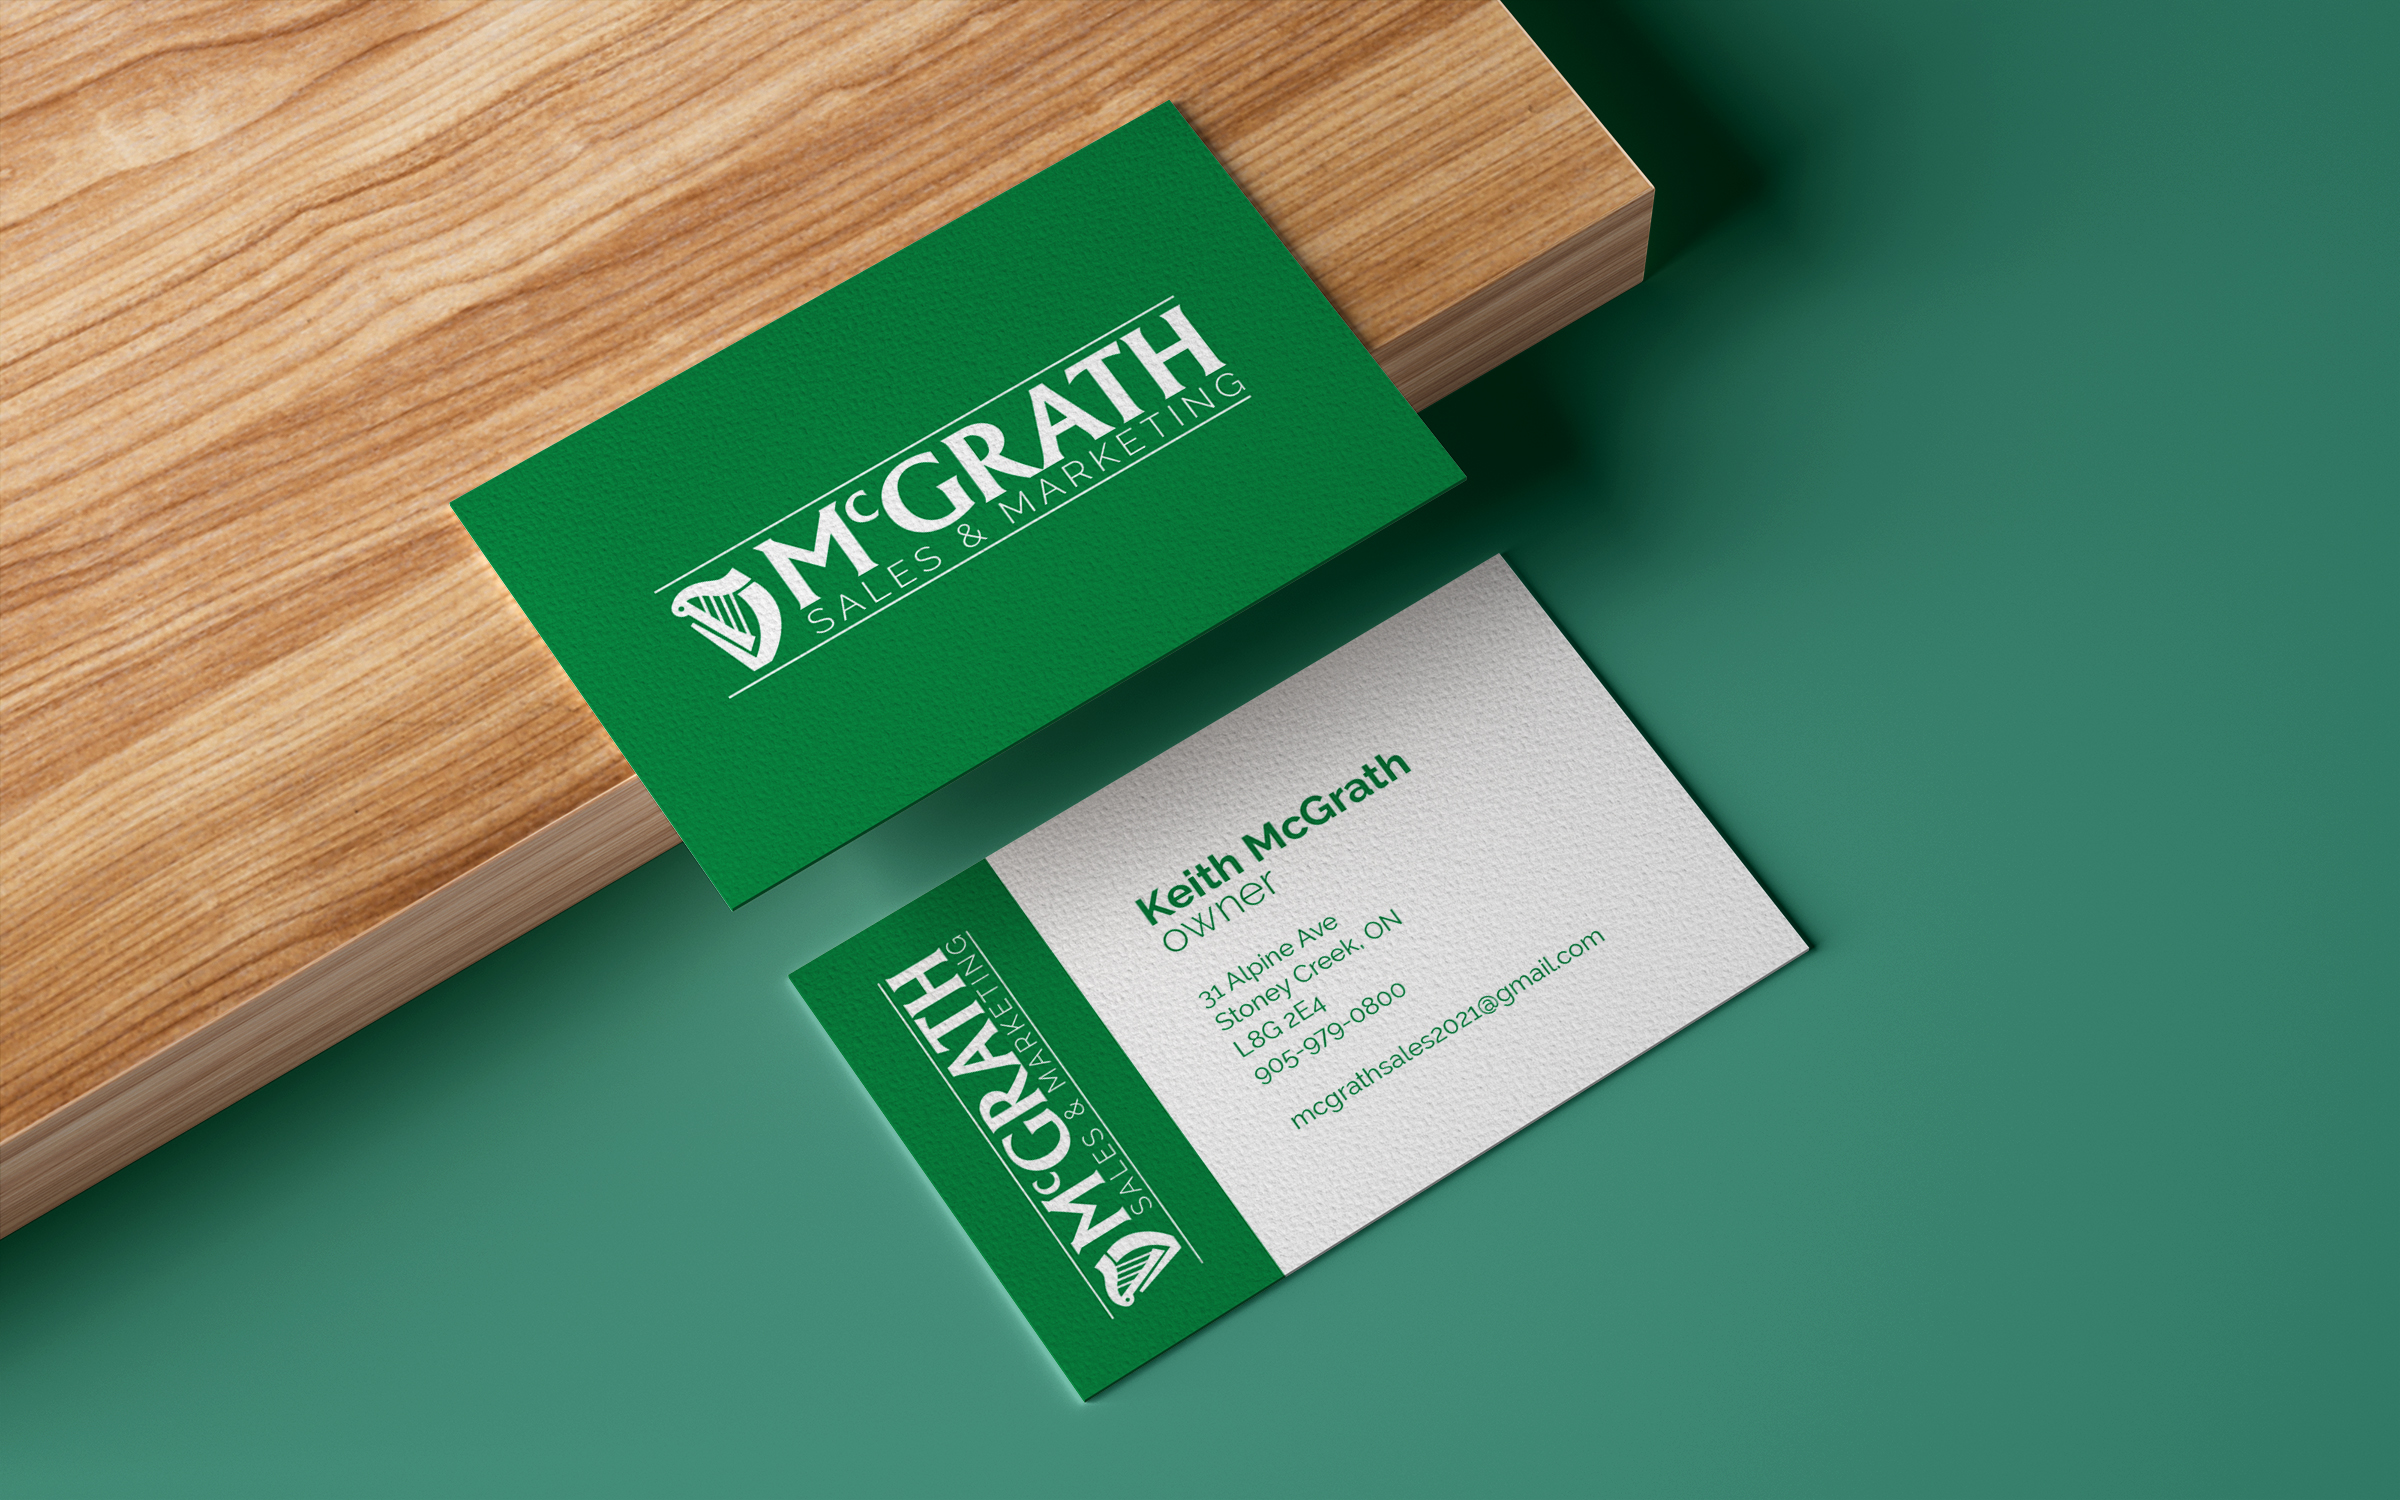 McGRATH
SALES & MARKETING
Keith McGrath
owner
31 Alpine Ave
Stoney Creek, ON
L8G 2E4
905-979-0800
mcgrathsales2021@gmail.com
McGRATH
SALES & MARKETING